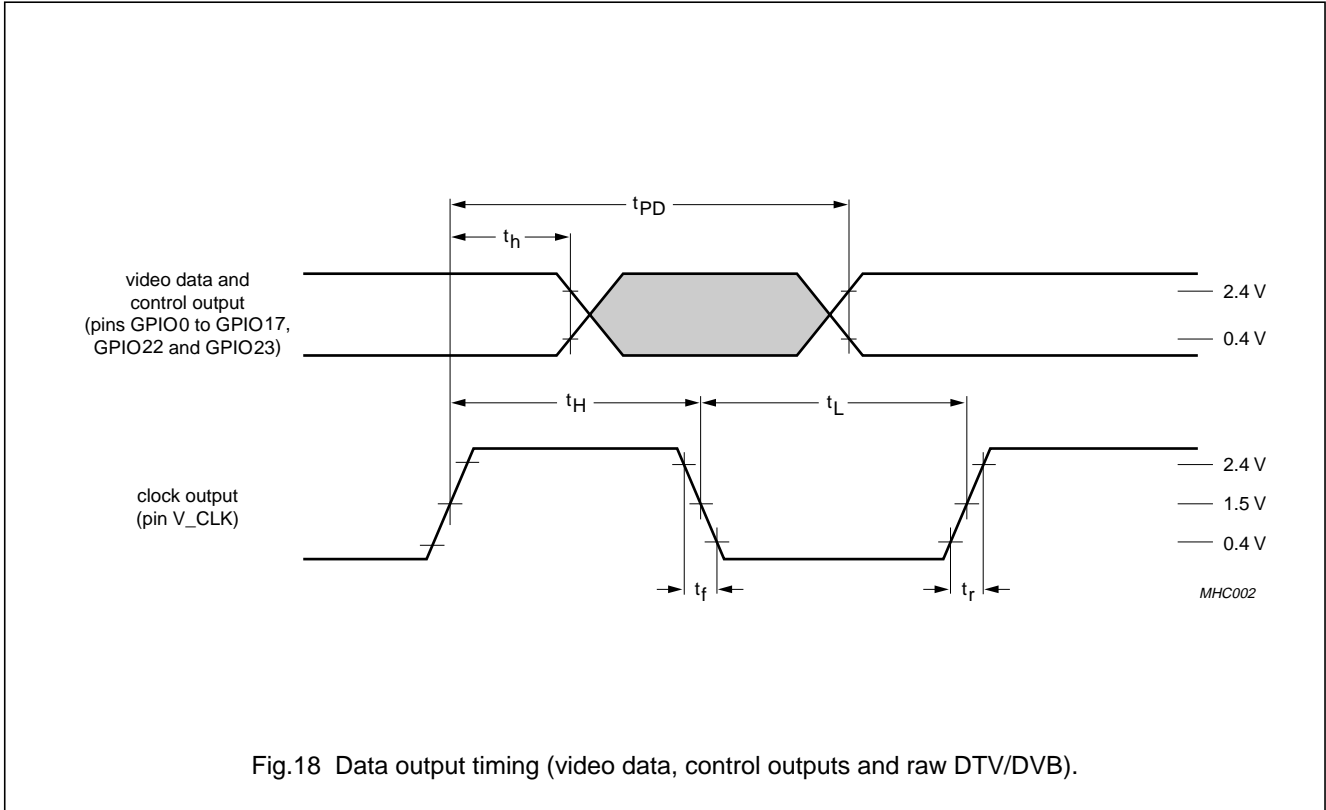 tPD
th
video data and
control output
(pins GPIO0 to GPIO17,
GPIO22 and GPIO23)
2.4 V
0.4 V
tH
tL
clock output
(pin V_CLK)
2.4 V
1.5 V
0.4 V
tf
tr
MHC002
Fig.18 Data output timing (video data, control outputs and raw DTV/DVB).